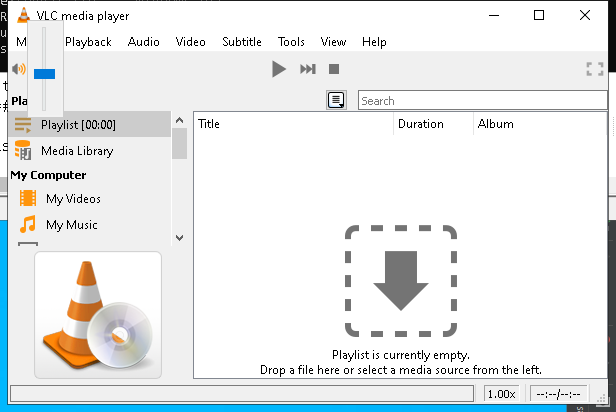 VLC media player
Playback Audio Video Subtitle Tools View Help
Search
Playlist [00:00]
Title Duration Album
Media Library
My Computer
My Videos
My Music
Playlist is currently empty.
Drop a file here or select a media source from the left.
1.00x --:--/--:--